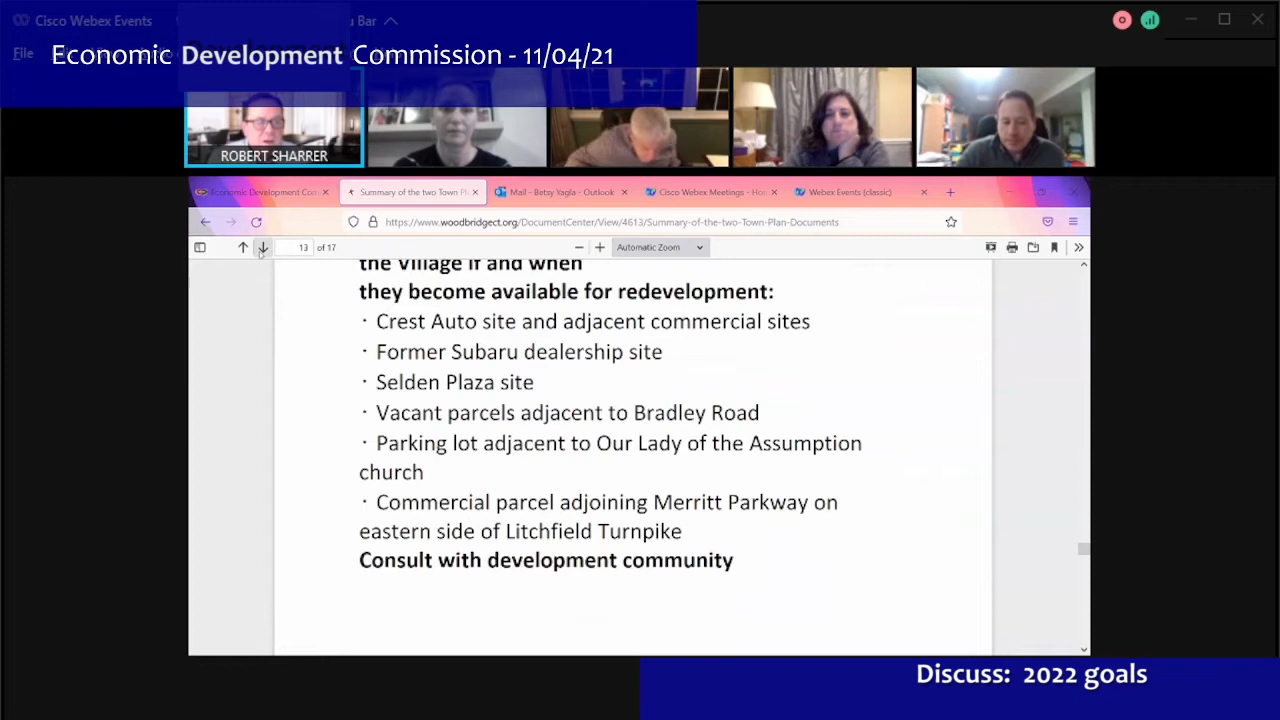 Cisco Webex Events
Bar
File
Economic Development Commission - 11/04/21
ROBERT SHARRER
Economic Development Con
Summary of the two Town Pl
Mail - Betsy Yagla - Outlook
Cisco Webex Meetings - Ho
Webex Events (classic)
https://www.woodbridgect.org/DocumentCenter/View/4613/Summary-of-the-two-Town-Plan-Documents
13 of 17
Automatic Zoom
the Village if and when
they become available for redevelopment:
· Crest Auto site and adjacent commercial sites
· Former Subaru dealership site
· Selden Plaza site
· Vacant parcels adjacent to Bradley Road
· Parking lot adjacent to Our Lady of the Assumption
church
· Commercial parcel adjoining Merritt Parkway on
eastern side of Litchfield Turnpike
Consult with development community
Discuss: 2022 goals